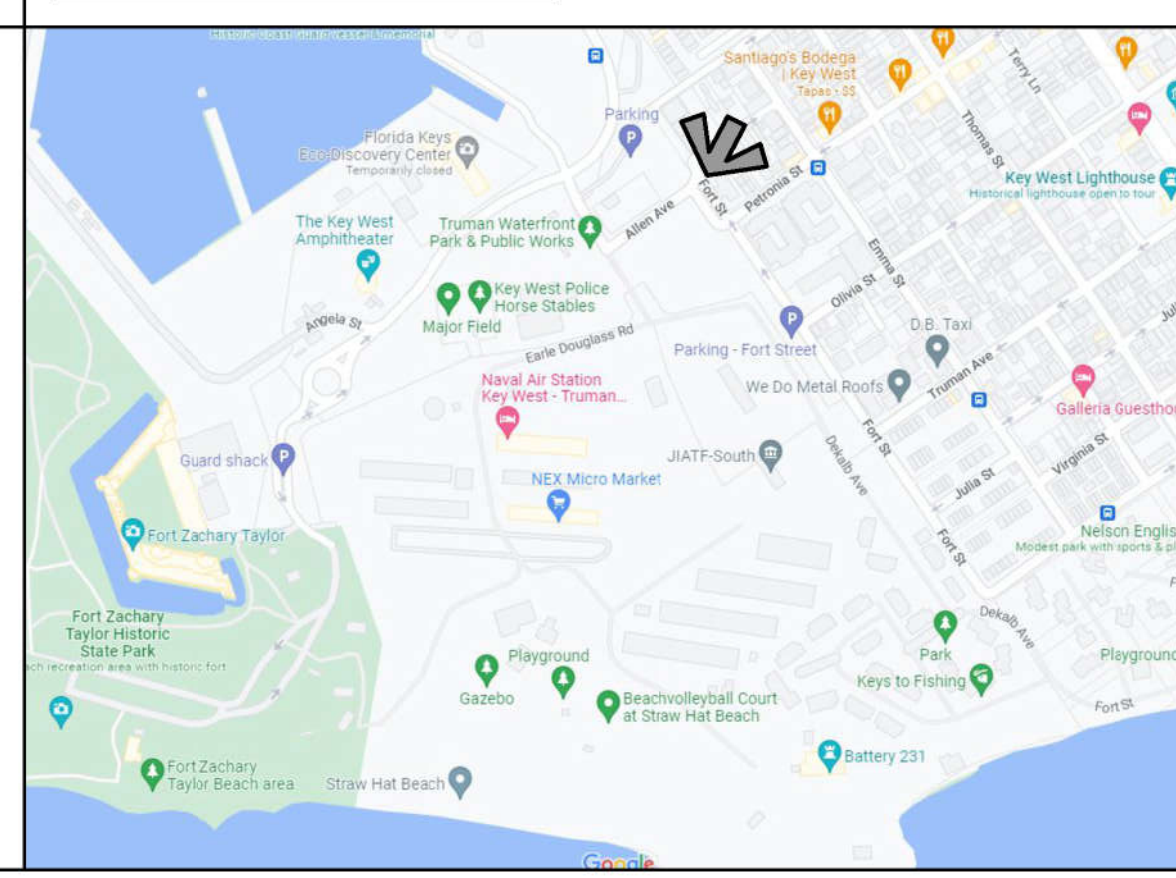 Historic Coast Guard vessel & memorial
Santiago's Bodega
| Key West
Tapas • $$
Terry Ln
Parking
P
Thomas St
Florida Keys
Eco-Discovery Center
Temporarily closed
Key West Lighthouse
Historical lighthouse open to tour
Fort St
Petronia St
Allen Ave
The Key West
Amphitheater
Truman Waterfront
Park & Public Works
Emma St
Key West Police
Horse Stables
Major Field
Olivia St
Angela St
Earle Douglass Rd
P
Parking - Fort Street
D.B. Taxi
Naval Air Station
Key West - Truman...
We Do Metal Roofs
Truman Ave
Galleria Guesthou
Fort St
Guard shack
P
JIATF-South
Dekalb Ave
Virginia St
NEX Micro Market
Julia St
Fort Zachary Taylor
Fort St
Nelson Englis
Modest park with sports & pl
Fort Zachary
Taylor Historic
State Park
ach recreation area with historic fort
Dekalb Ave
Playground
Gazebo
Park
Playground
Keys to Fishing
Beachvolleyball Court
at Straw Hat Beach
Fort St
Battery 231
Fort Zachary
Taylor Beach area
Straw Hat Beach
Google